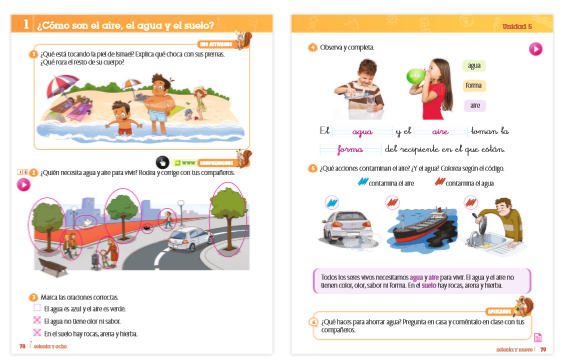 1 ¿Cómo son el aire, el agua y el suelo?
1 ¿Qué está tocando la piel de Ismael? Explica qué choca con sus piernas.
¿Qué roza el resto de su cuerpo?
www
2 ¿Quién necesita agua y aire para vivir? Rodea y corrige con tus compañeros.
3 Marca las oraciones correctas.
El agua es azul y el aire es verde.
El agua no tiene olor ni sabor.
En el suelo hay rocas, arena y hierba.
78 setenta y ocho
Unidad 5
4 Observa y completa.
agua
forma
aire
El agua y el aire toman la
forma del recipiente en el que están.
5 ¿Qué acciones contaminan el aire? ¿Y el agua? Colorea según el código.
contamina el aire contamina el agua
Todos los seres vivos necesitamos agua y aire para vivir. El agua y el aire no
tienen color, olor, sabor ni forma. En el suelo hay rocas, arena y hierba.
6 ¿Qué haces para ahorrar agua? Pregunta en casa y coméntalo en clase con tus
compañeros.
setenta y nueve 79